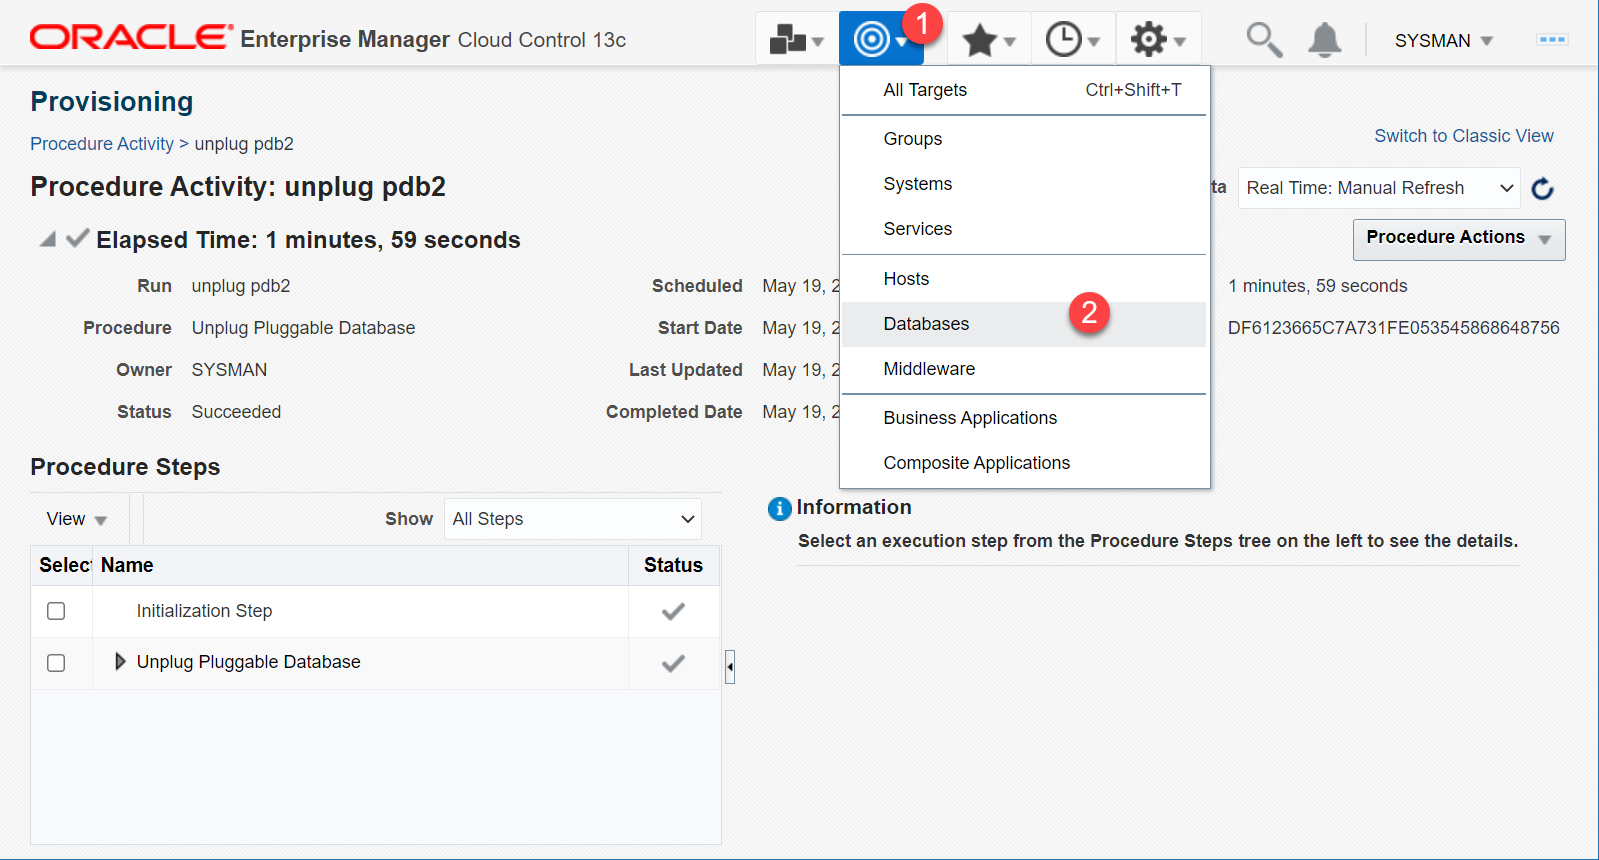 ORACLE Enterprise Manager Cloud Control 13c
1
SYSMAN
Provisioning
Procedure Activity > unplug pdb2
Switch to Classic View
Procedure Activity: unplug pdb2
ta Real Time: Manual Refresh
Elapsed Time: 1 minutes, 59 seconds
Procedure Actions
Run unplug pdb2
Procedure Unplug Pluggable Database
Owner SYSMAN
Status Succeeded
Scheduled May 19, 2
Start Date May 19, 2
Last Updated May 19, 2
Completed Date May 19, 2
1 minutes, 59 seconds
DF6123665C7A731FE053545868648756
All Targets Ctrl+Shift+T
Groups
Systems
Services
Hosts
Databases 2
Middleware
Business Applications
Composite Applications
Procedure Steps
View Show All Steps
Select Name Status
Initialization Step
Unplug Pluggable Database
Information
Select an execution step from the Procedure Steps tree on the left to see the details.